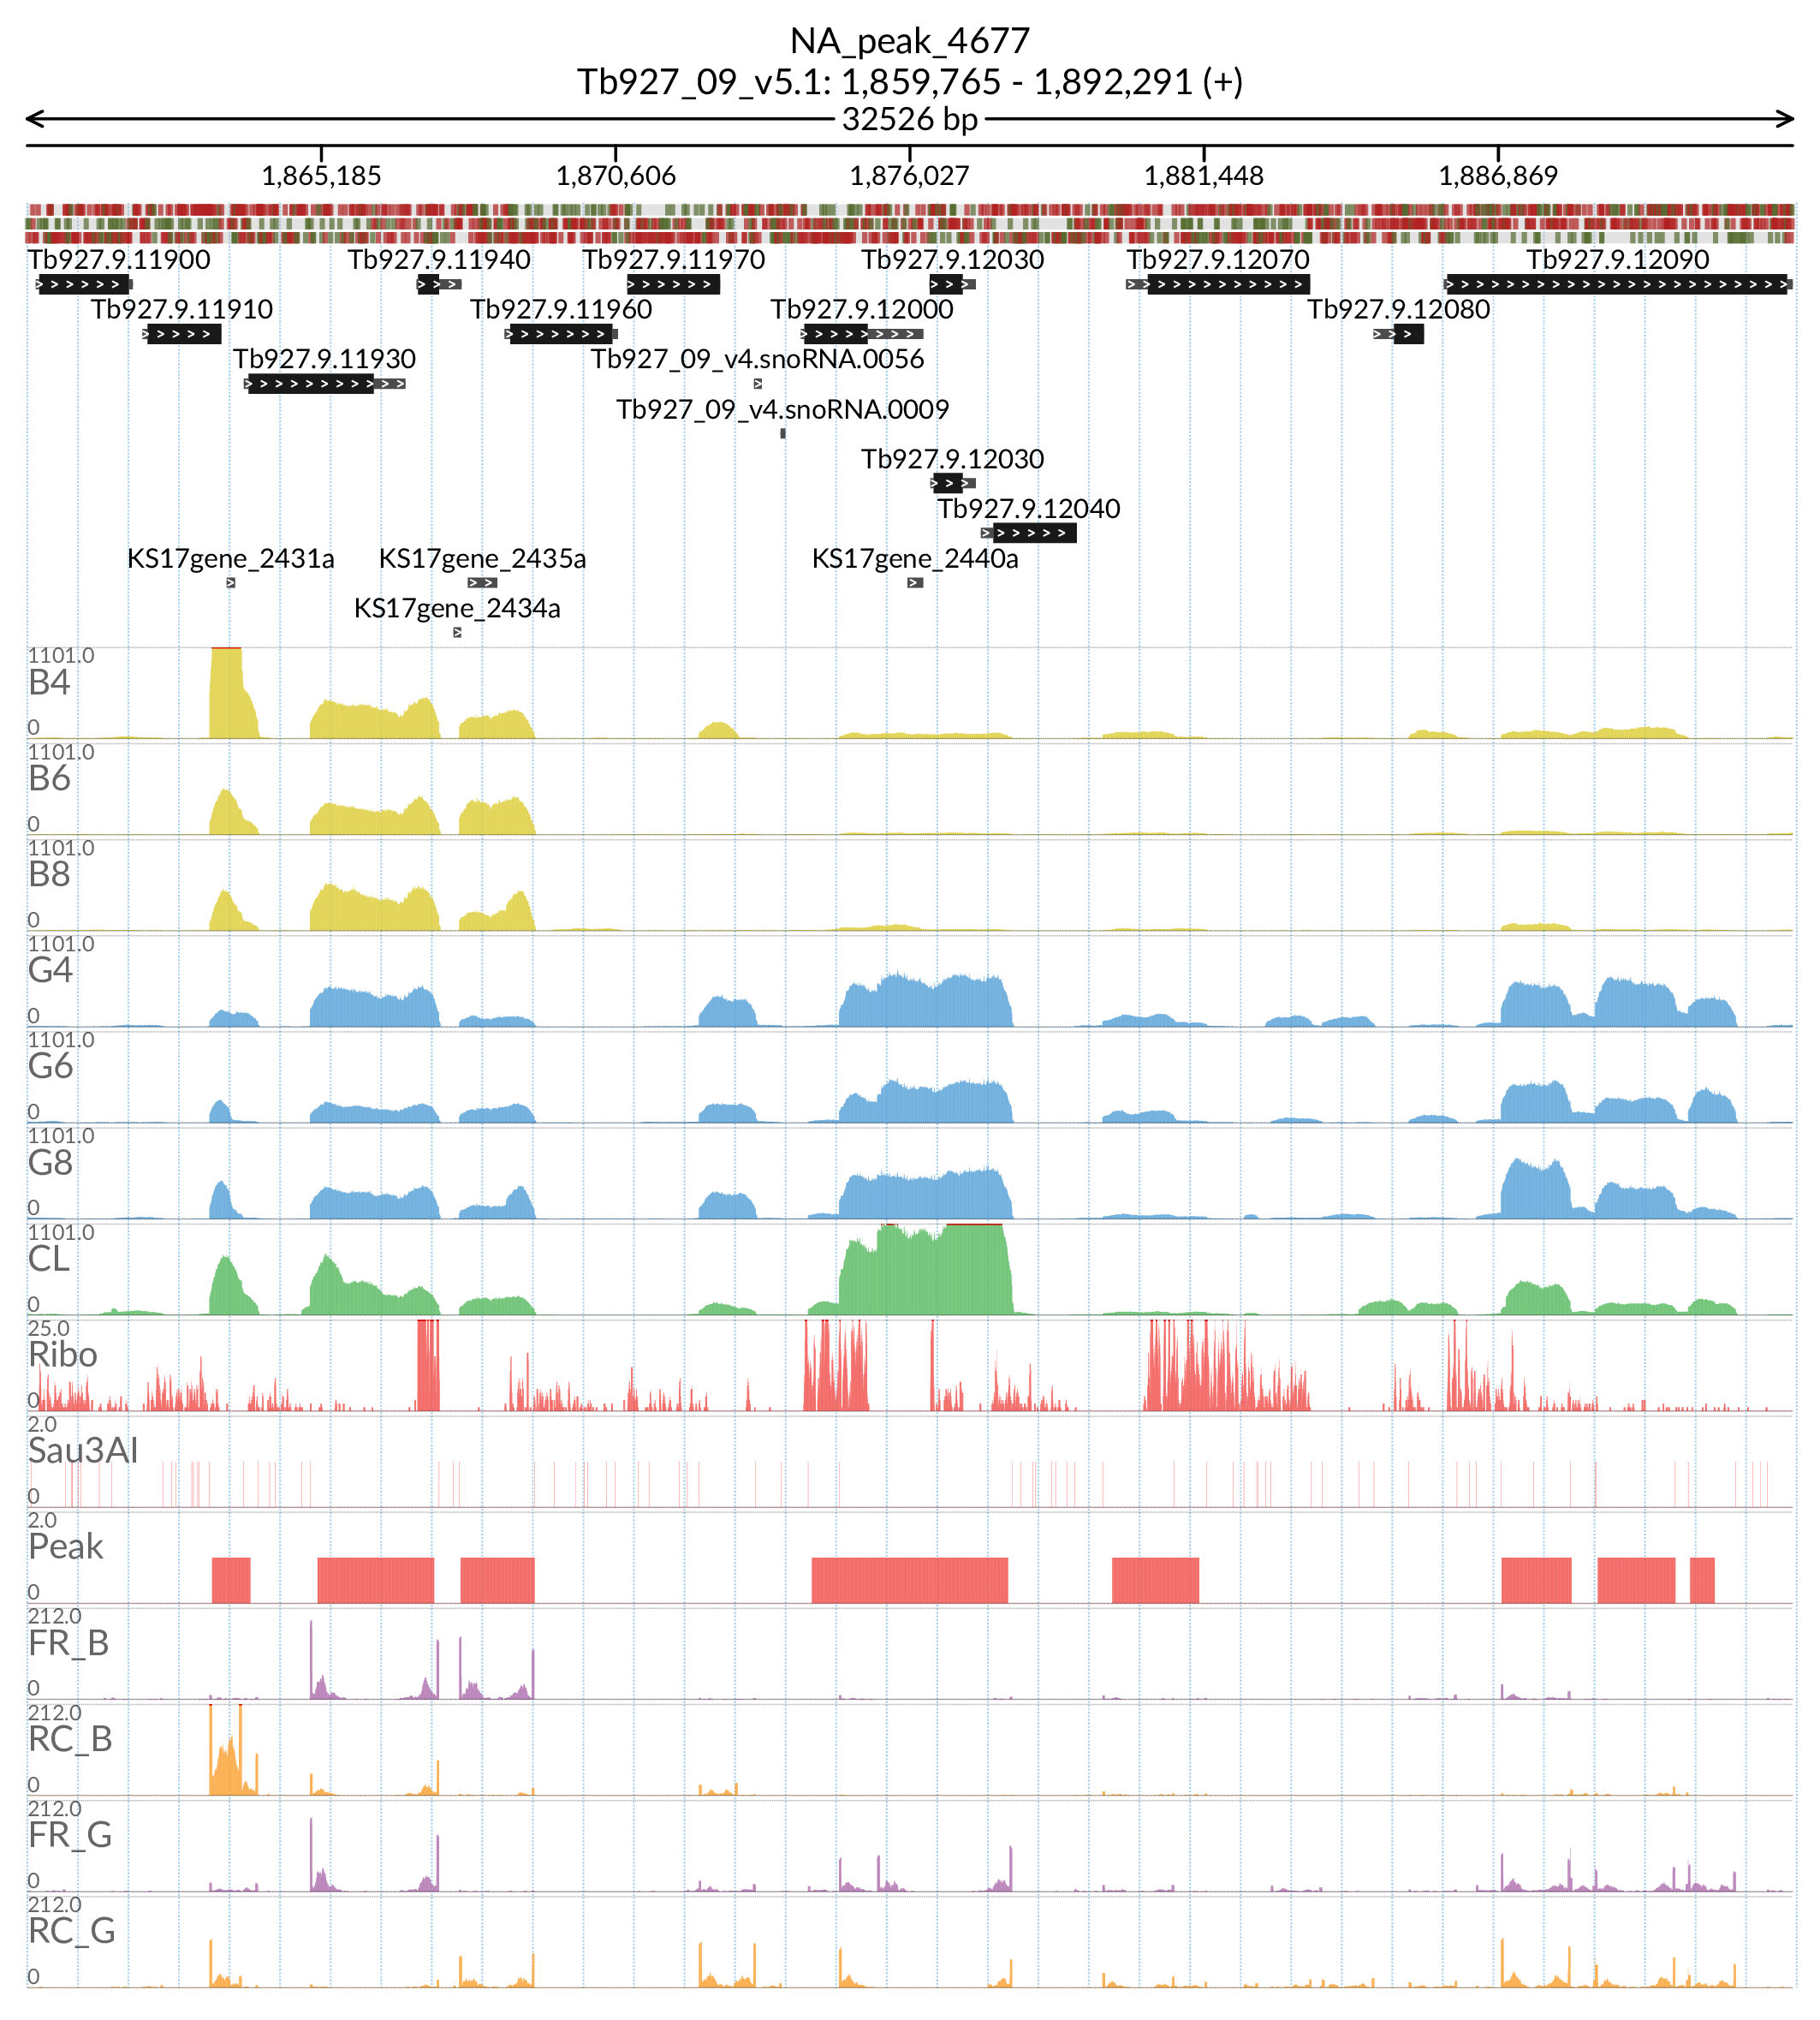 NA_peak_4677
Tb927_09_v5.1: 1,859,765 - 1,892,291 (+)
32526 bp
1,865,185 1,870,606 1,876,027 1,881,448 1,886,869
Tb927.9.11900 Tb927.9.11940 Tb927.9.11970 Tb927.9.12030 Tb927.9.12070 Tb927.9.12090
Tb927.9.11910 Tb927.9.11960 Tb927.9.12000 Tb927.9.12080
Tb927.9.11930 Tb927_09_v4.snoRNA.0056
Tb927_09_v4.snoRNA.0009
Tb927.9.12030
Tb927.9.12040
KS17gene_2431a KS17gene_2435a KS17gene_2440a
KS17gene_2434a
1101.0
B4
0
1101.0
B6
0
1101.0
B8
0
1101.0
G4
0
1101.0
G6
0
1101.0
G8
0
1101.0
CL
0
25.0
Ribo
0
2.0
Sau3AI
0
2.0
Peak
0
212.0
FR_B
0
212.0
RC_B
0
212.0
FR_G
0
212.0
RC_G
0